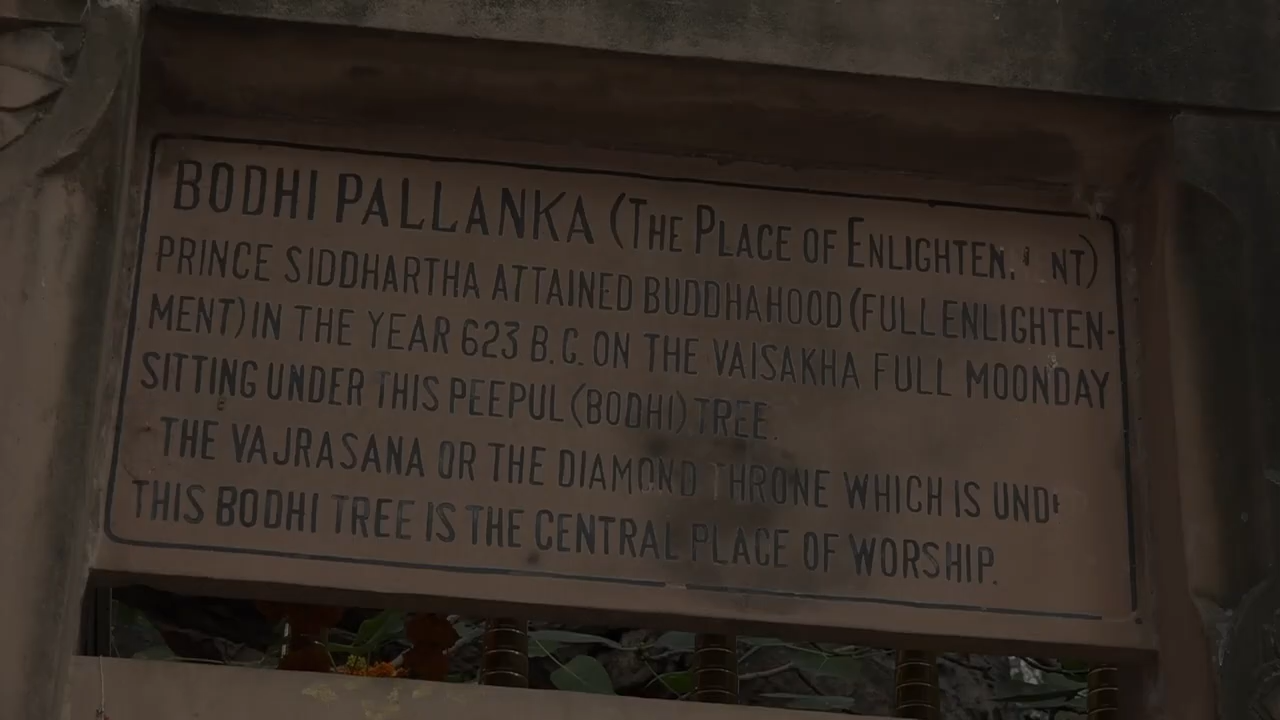 BODHI PALLANKA (THE PLACE OF ENLIGHTEN NT)
PRINCE SIDDHARTHA ATTAINED BUDDHAHOOD (FULL ENLIGHTEN-
MENT) IN THE YEAR 623 B.C. ON THE VAISAKHA FULL MOONDAY
SITTING UNDER THIS PEEPUL (BODHI) TREE.
THE VAJRASANA OR THE DIAMOND THRONE WHICH IS UNDE
THIS BODHI TREE IS THE CENTRAL PLACE OF WORSHIP.